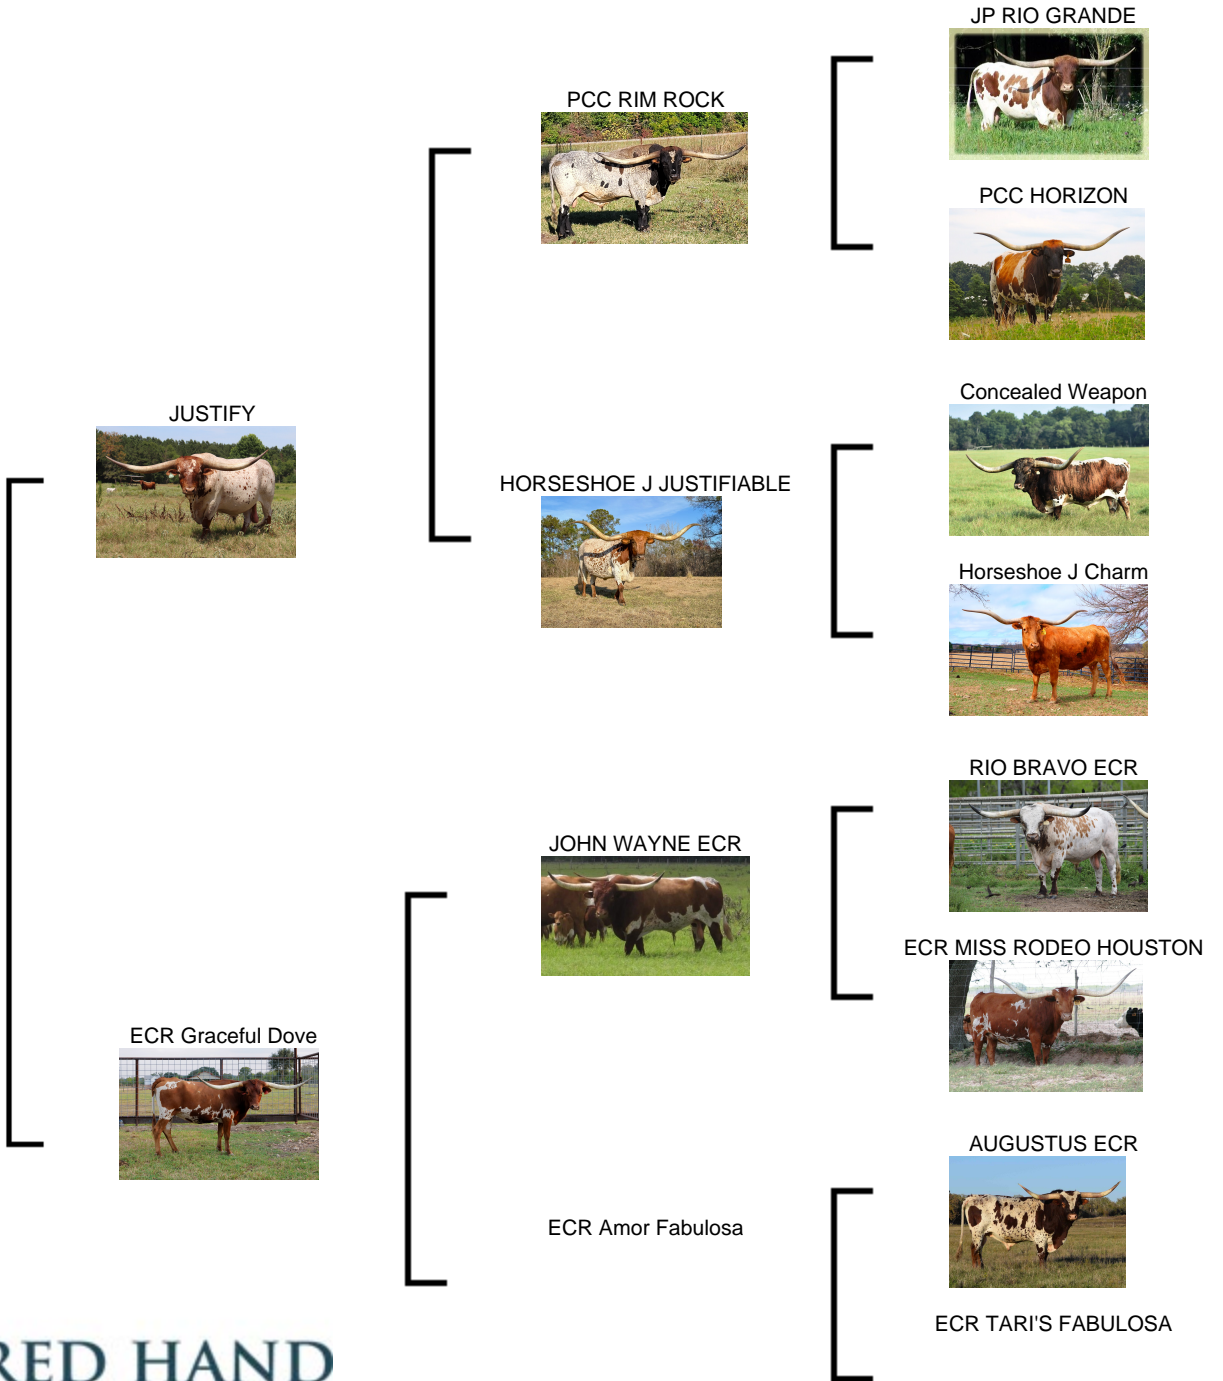 JP RIO GRANDE
PCC RIM ROCK
PCC HORIZON
JUSTIFY
Concealed Weapon
HORSESHOE J JUSTIFIABLE
Horseshoe J Charm
RIO BRAVO ECR
JOHN WAYNE ECR
ECR MISS RODEO HOUSTON
ECR Graceful Dove
AUGUSTUS ECR
ECR Amor Fabulosa
ECR TARI'S FABULOSA
RED HAND